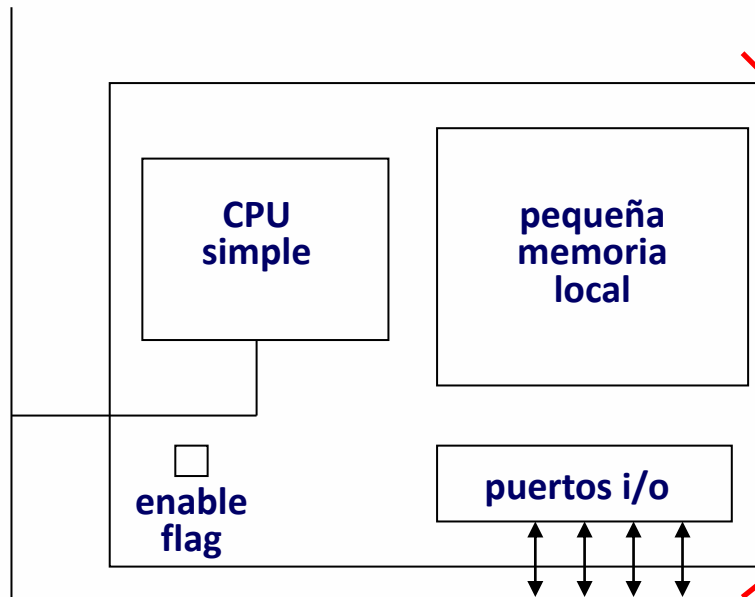 CPU
simple
pequeña
memoria
local
enable
flag
puertos i/o